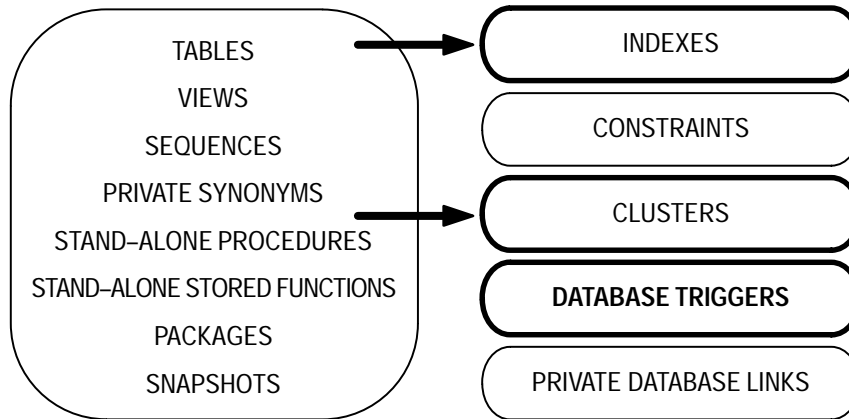 TABLES
VIEWS
SEQUENCES
PRIVATE SYNONYMS
STAND–ALONE PROCEDURES
STAND–ALONE STORED FUNCTIONS
PACKAGES
SNAPSHOTS
INDEXES
CONSTRAINTS
CLUSTERS
DATABASE TRIGGERS
PRIVATE DATABASE LINKS